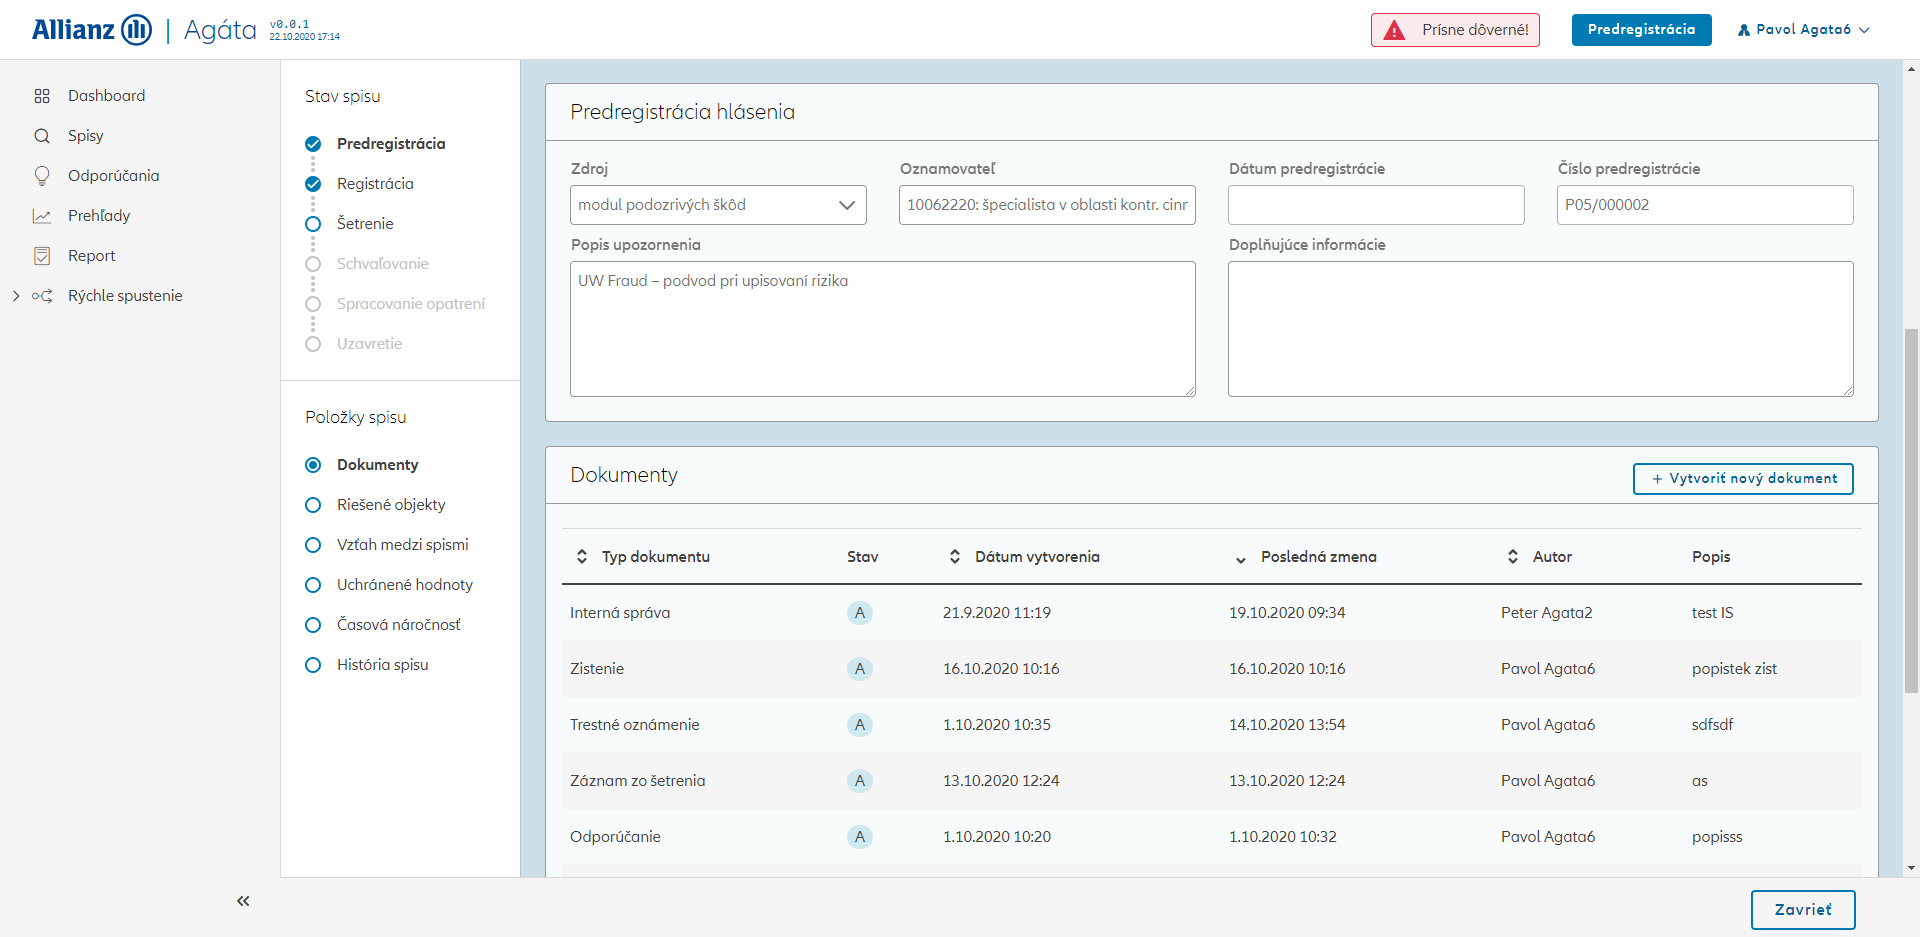 Allianz | Agáta v0.0.1
22.10.2020 17:14
Prísne dôverné!
Predregistrácia
Pavol Agata6
Dashboard
Spisy
Odporúčania
Prehľady
Report
Rýchle spustenie
Stav spisu
Predregistrácia
Registrácia
Šetrenie
Schvaľovanie
Spracovanie opatrení
Uzavretie
Položky spisu
Dokumenty
Riešené objekty
Vzťah medzi spismi
Uchránené hodnoty
Časová náročnosť
História spisu
Predregistrácia hlásenia
Zdroj Oznamovateľ Dátum predregistrácie Číslo predregistrácie
modul podozrivých škôd 10062220: špecialista v oblasti kontr. cinr P05/000002
Popis upozornenia Doplňujúce informácie
UW Fraud – podvod pri upisovaní rizika
Dokumenty
+ Vytvoriť nový dokument
Typ dokumentu Stav Dátum vytvorenia Posledná zmena Autor Popis
Interná správa A 21.9.2020 11:19 19.10.2020 09:34 Peter Agata2 test IS
Zistenie A 16.10.2020 10:16 16.10.2020 10:16 Pavol Agata6 popistek zist
Trestné oznámenie A 1.10.2020 10:35 14.10.2020 13:54 Pavol Agata6 sdfsdf
Záznam zo šetrenia A 13.10.2020 12:24 13.10.2020 12:24 Pavol Agata6 as
Odporúčanie A 1.10.2020 10:20 1.10.2020 10:32 Pavol Agata6 popisss
«
Zavrieť